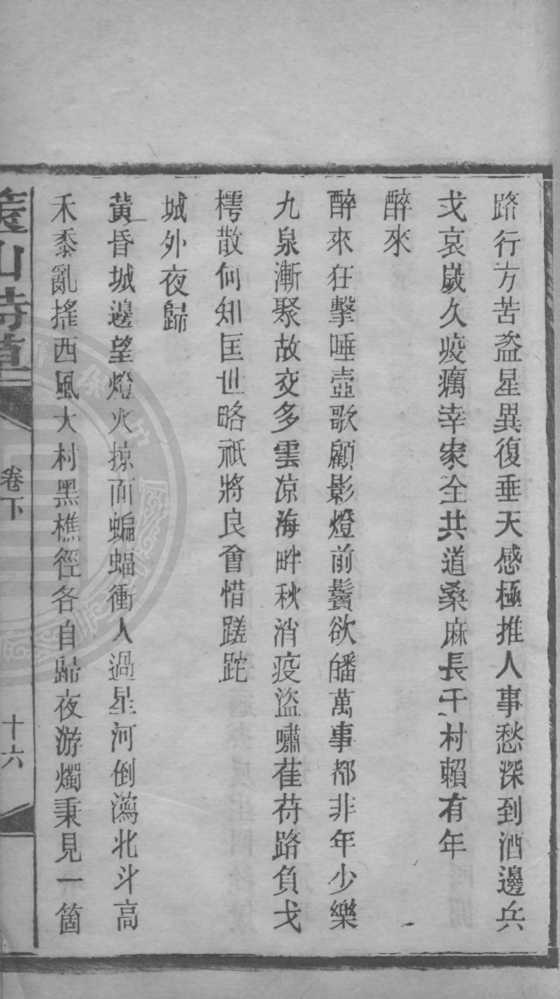 路行方苦盗星異復垂天感極推人事愁深到酒邊兵
戈哀歲久疫癘幸家全共道桑麻長千村賴有年
醉來
醉來狂擊唾壺歌顧影燈前鬢欲皤萬事都非年少樂
九泉漸聚故交多雲凉海畔秋消疫盜嘯萑苻路負戈
樗散何知匡世略祇將良會惜蹉跎
城外夜歸
黃昏城邊望燈火掠面蝙蝠衝人過星河倒瀉北斗高
禾黍亂搖西風大村黑樵徑各自歸夜游燭秉見一箇
山詩草
卷下
十六